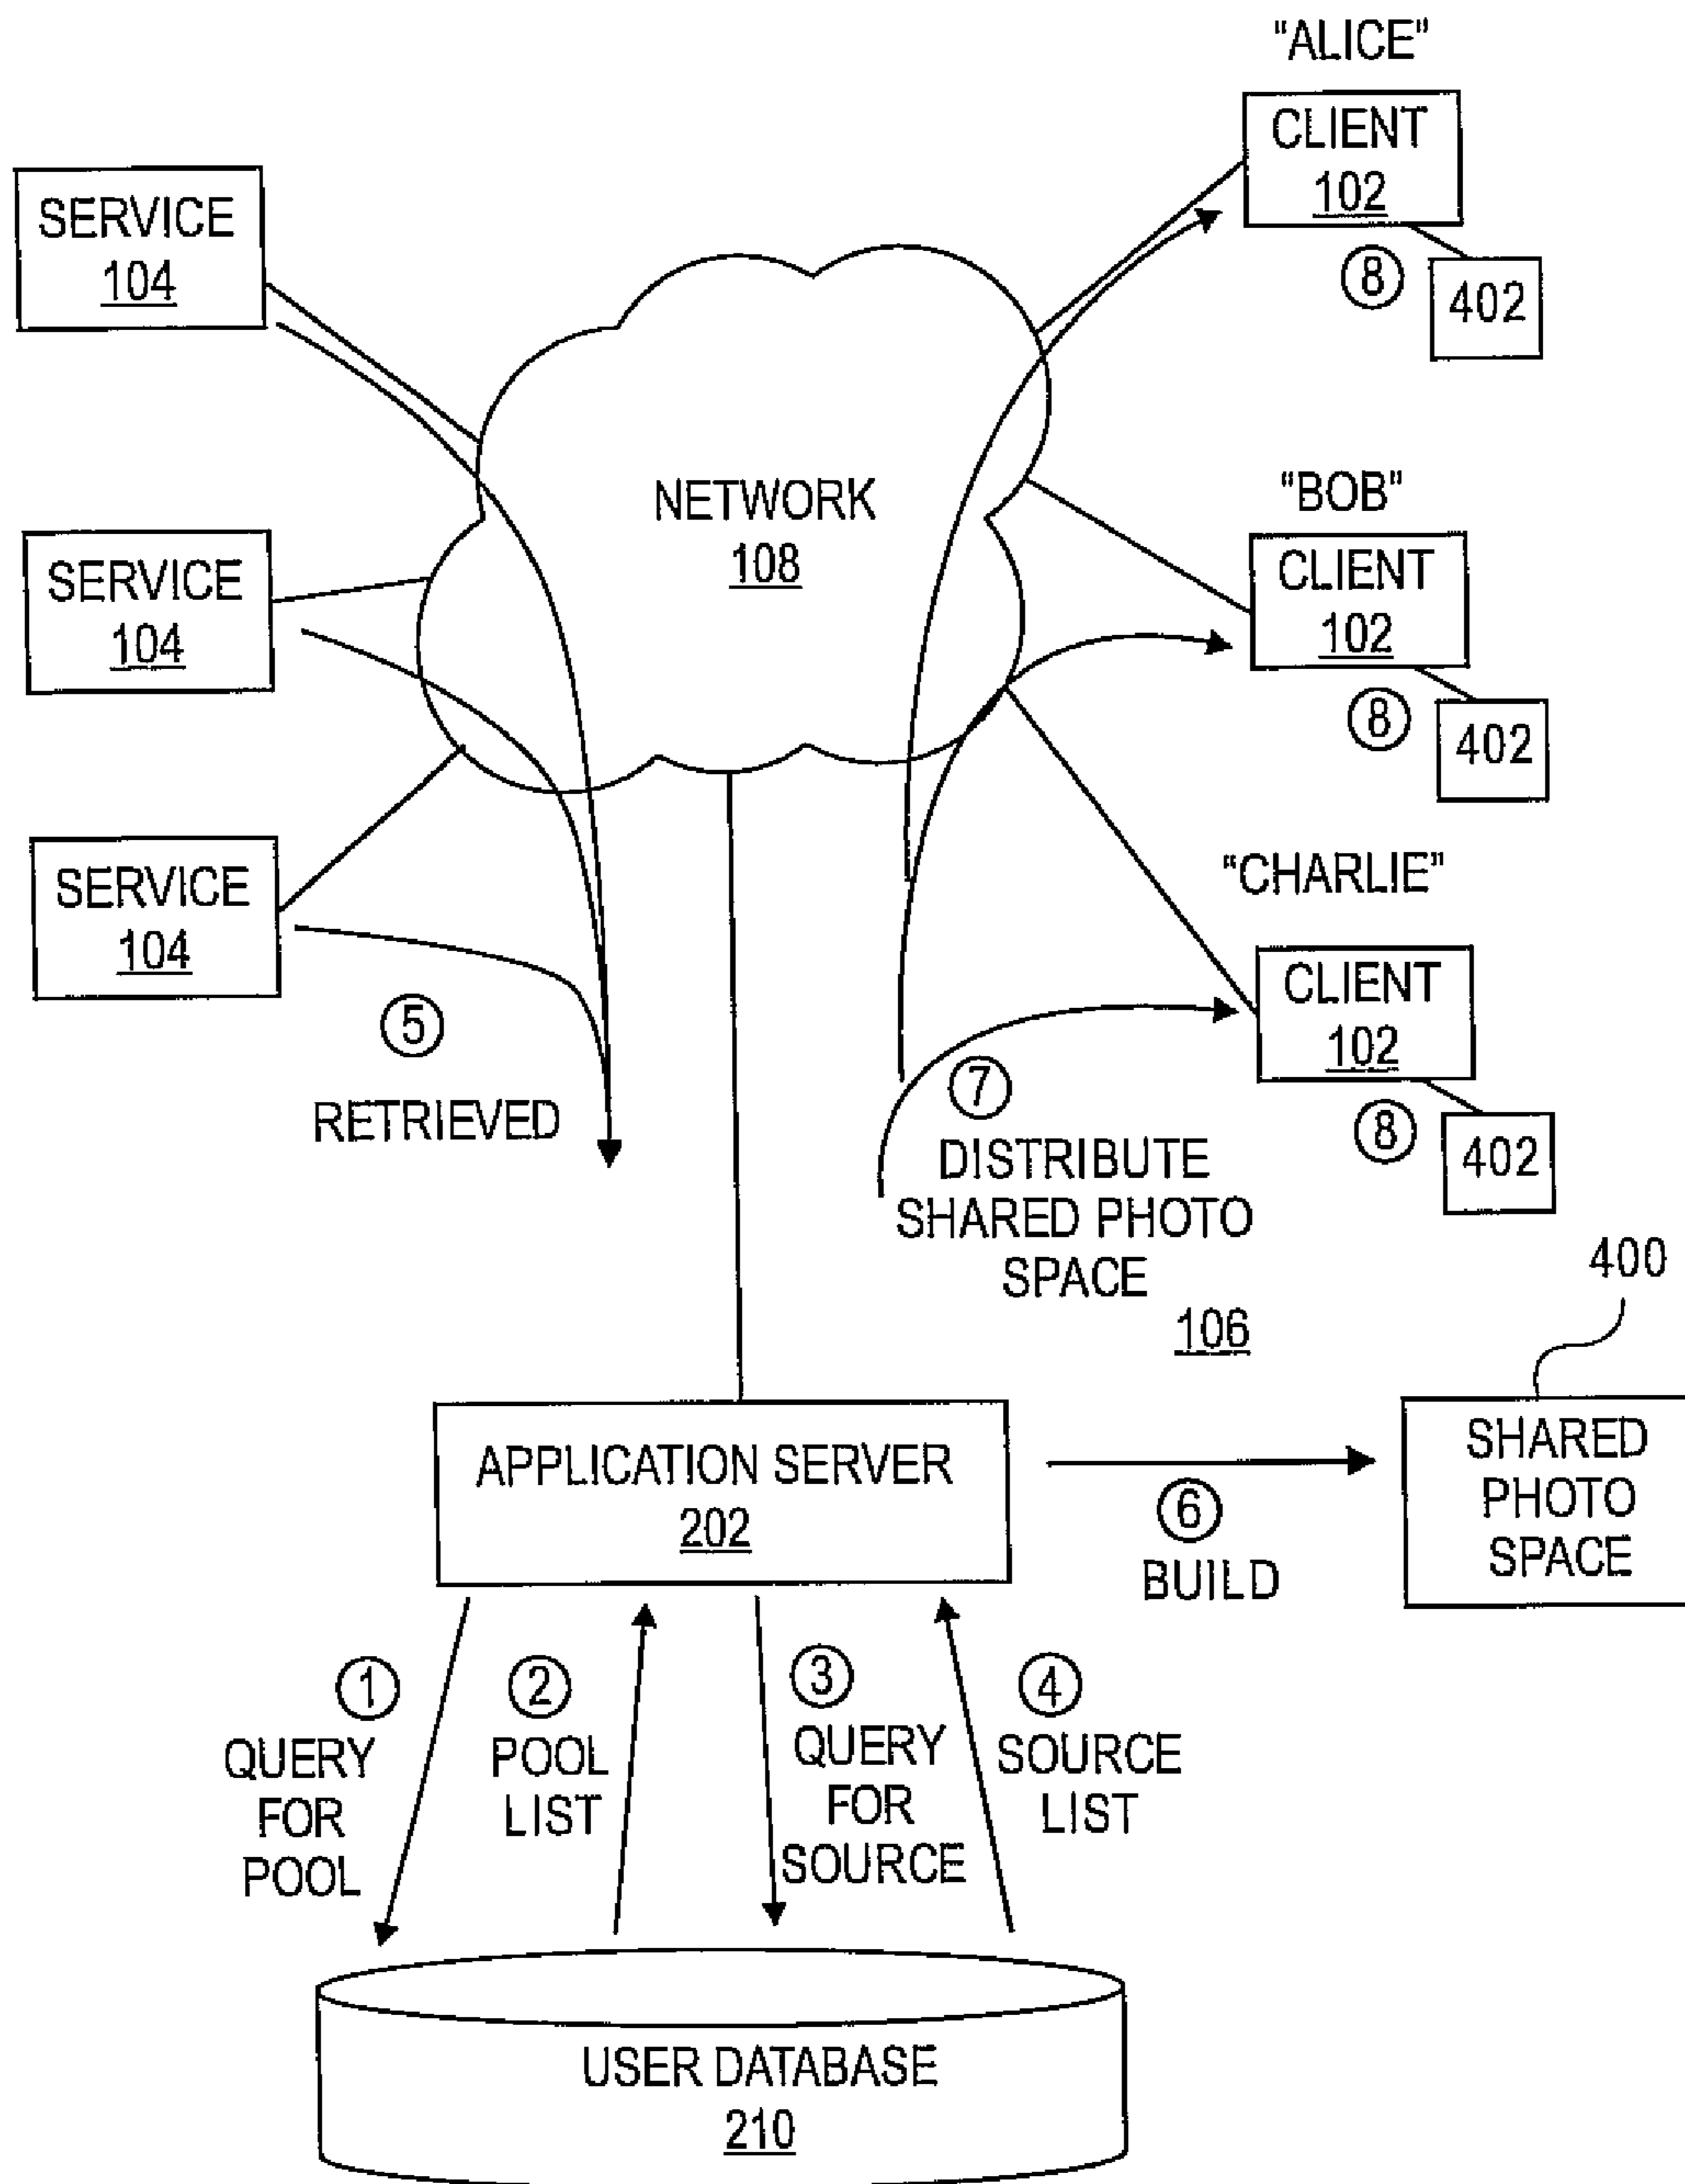 "ALICE"
CLIENT
102
8
402
SERVICE
104
NETWORK
108
"BOB"
CLIENT
102
8
402
SERVICE
104
"CHARLIE"
CLIENT
102
8
402
SERVICE
104
5
RETRIEVED
7
DISTRIBUTE
SHARED PHOTO
SPACE
106
400
APPLICATION SERVER
202
6
BUILD
SHARED
PHOTO
SPACE
1
QUERY
FOR
POOL
2
POOL
LIST
3
QUERY
FOR
SOURCE
4
SOURCE
LIST
USER DATABASE
210